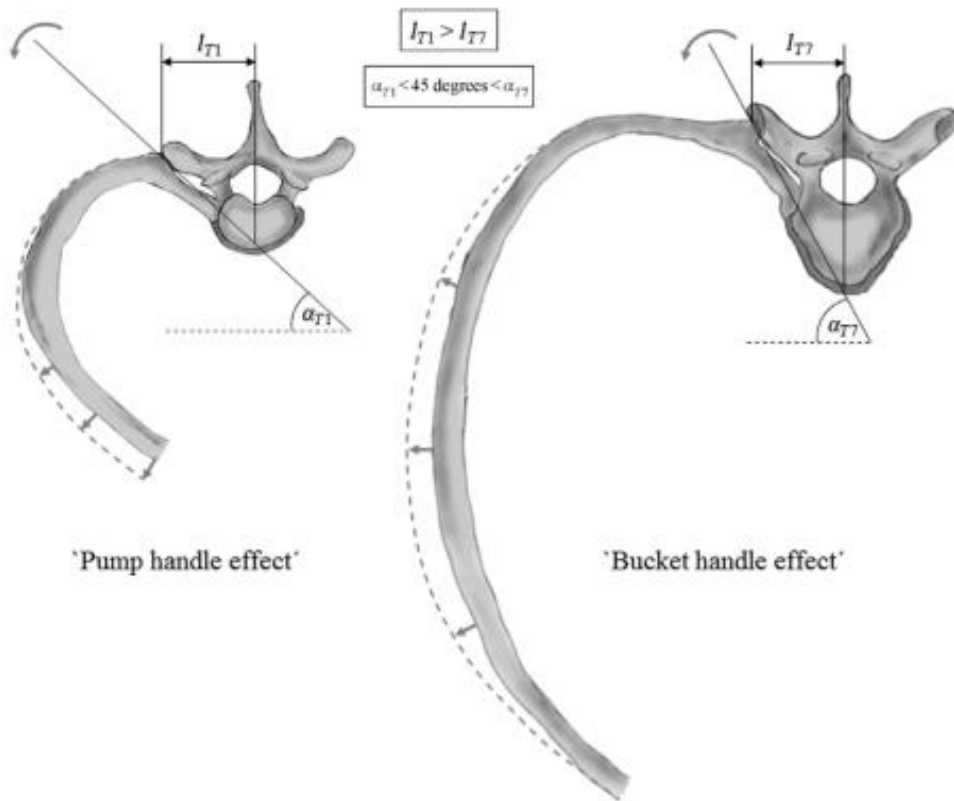 l_T1
l_T1 > l_T7
l_T7
α_T1 < 45 degrees < α_T7
α_T1
α_T7
`Pump handle effect´
`Bucket handle effect´